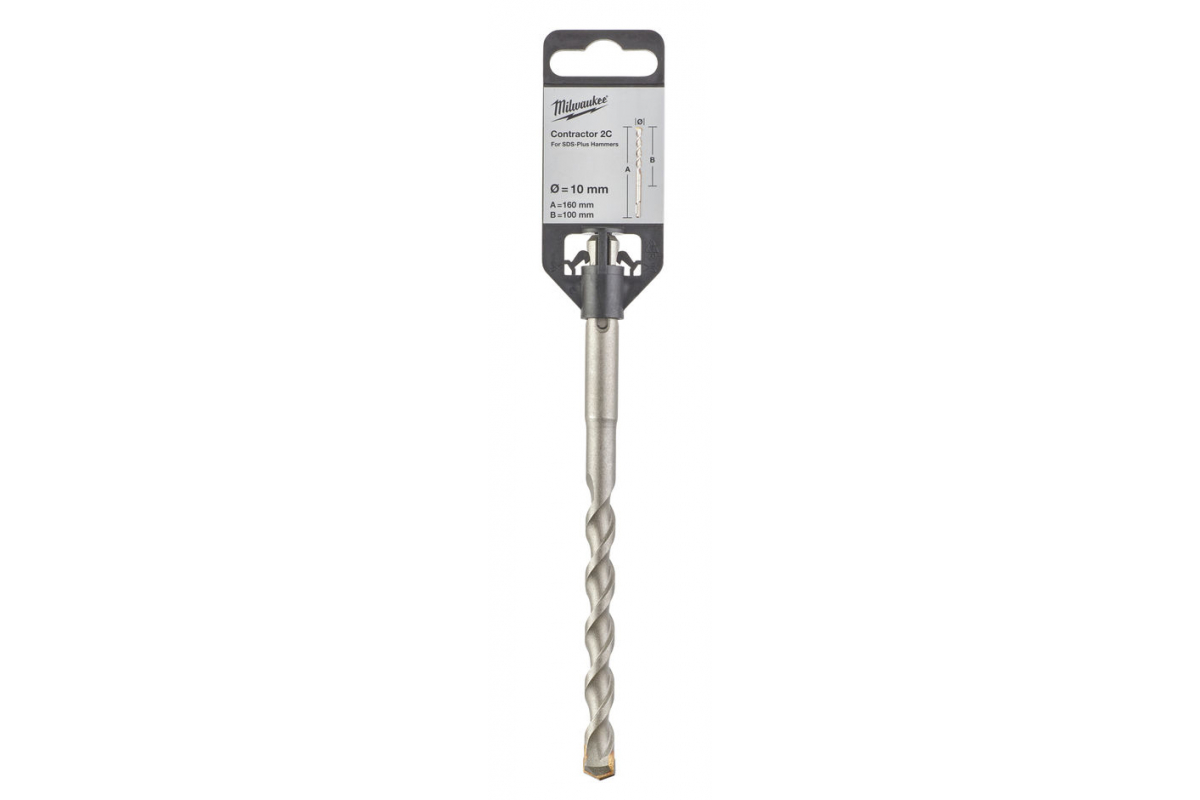 Milwaukee
Contractor 2C
For SDS-Plus Hammers
Ø
A
B
Ø = 10 mm
A = 160 mm
B = 100 mm